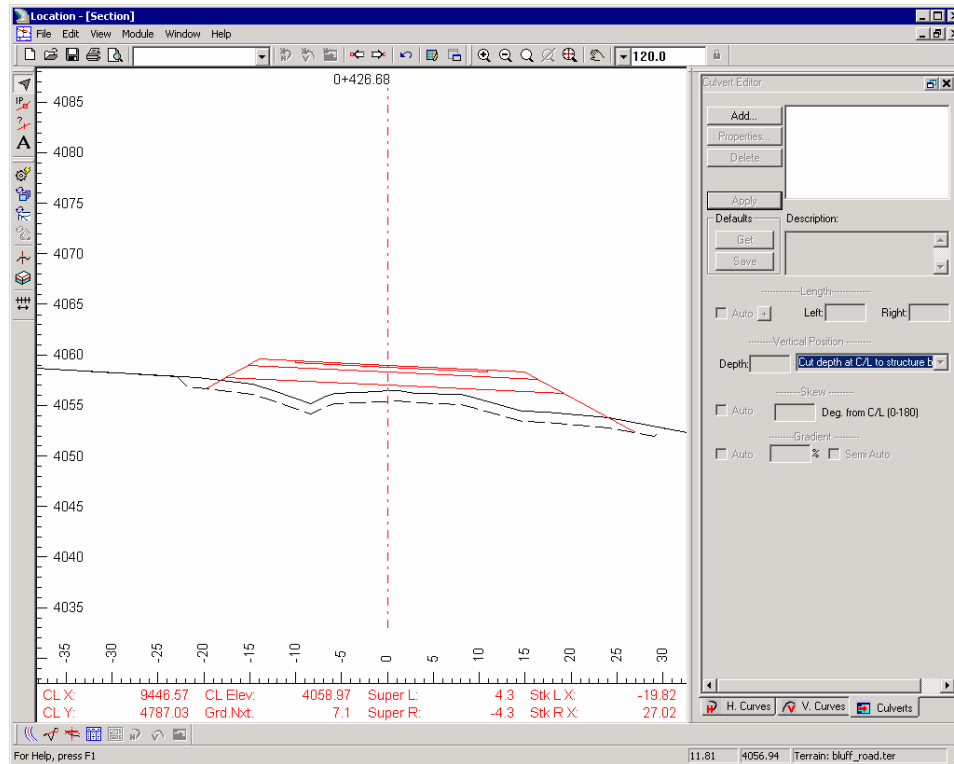 Location - [Section]
File Edit View Module Window Help
120.0
0+426.68
4085
4080
4075
4070
4065
4060
4055
4050
4045
4040
4035
-35 -30 -25 -20 -15 -10 -5 0 5 10 15 20 25 30
CL X: 9446.57 CL Elev: 4058.97 Super L: 4.3 Stk L X: -19.82
CL Y: 4787.03 Grd.Nxt. 7.1 Super R: -4.3 Stk R X: 27.02
Culvert Editor
Add...
Properties...
Delete
Apply
Defaults Description:
Get
Save
-------------Length-------------
Auto + Left: Right:
---------Vertical Position ---------
Depth: Cut depth at C/L to structure b
---------Skew ---------
Auto Deg. from C/L (0-180)
---------Gradient ---------
Auto % Semi Auto
H. Curves V. Curves Culverts
For Help, press F1 11.81 4056.94 Terrain: bluff_road.ter